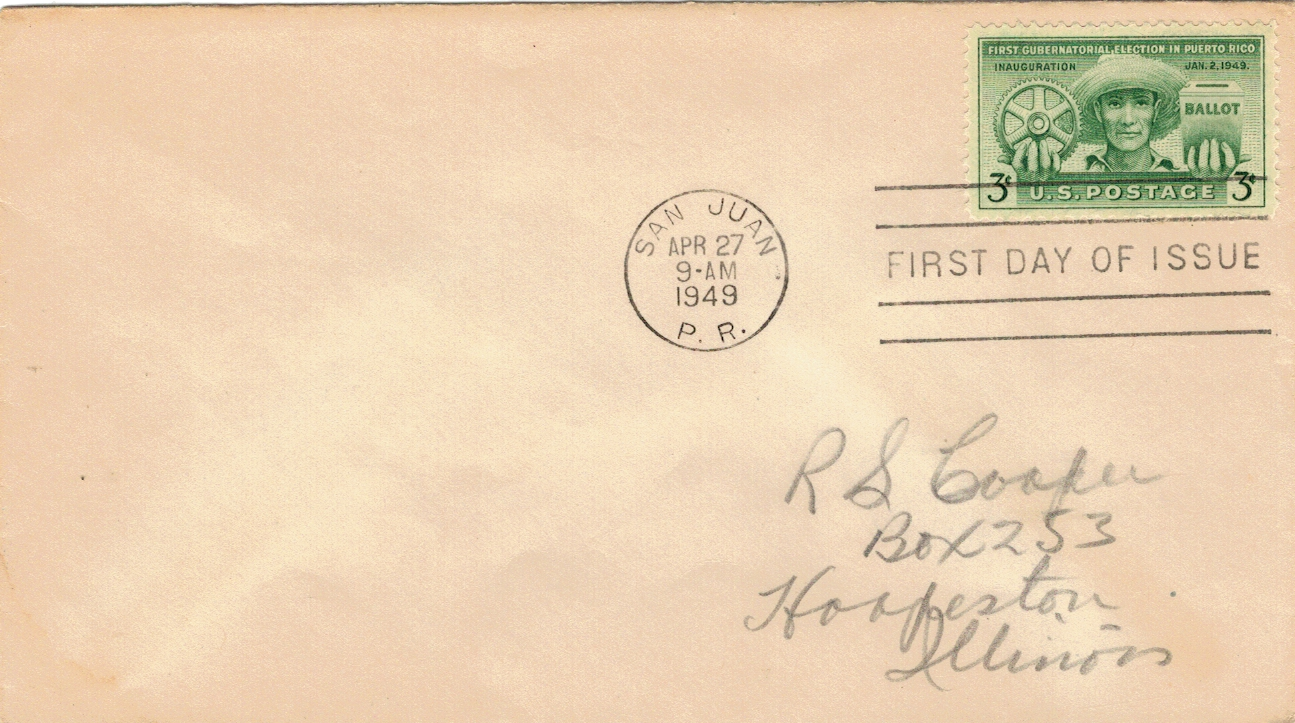 FIRST GUBERNATORIAL ELECTION IN PUERTO RICO
INAUGURATION JAN. 2, 1949.
BALLOT
3¢ U.S. POSTAGE 3¢
SAN JUAN
APR 27
9-AM
1949
P. R.
FIRST DAY OF ISSUE
R S Cooper
Box 253
Hoopeston
Illinois